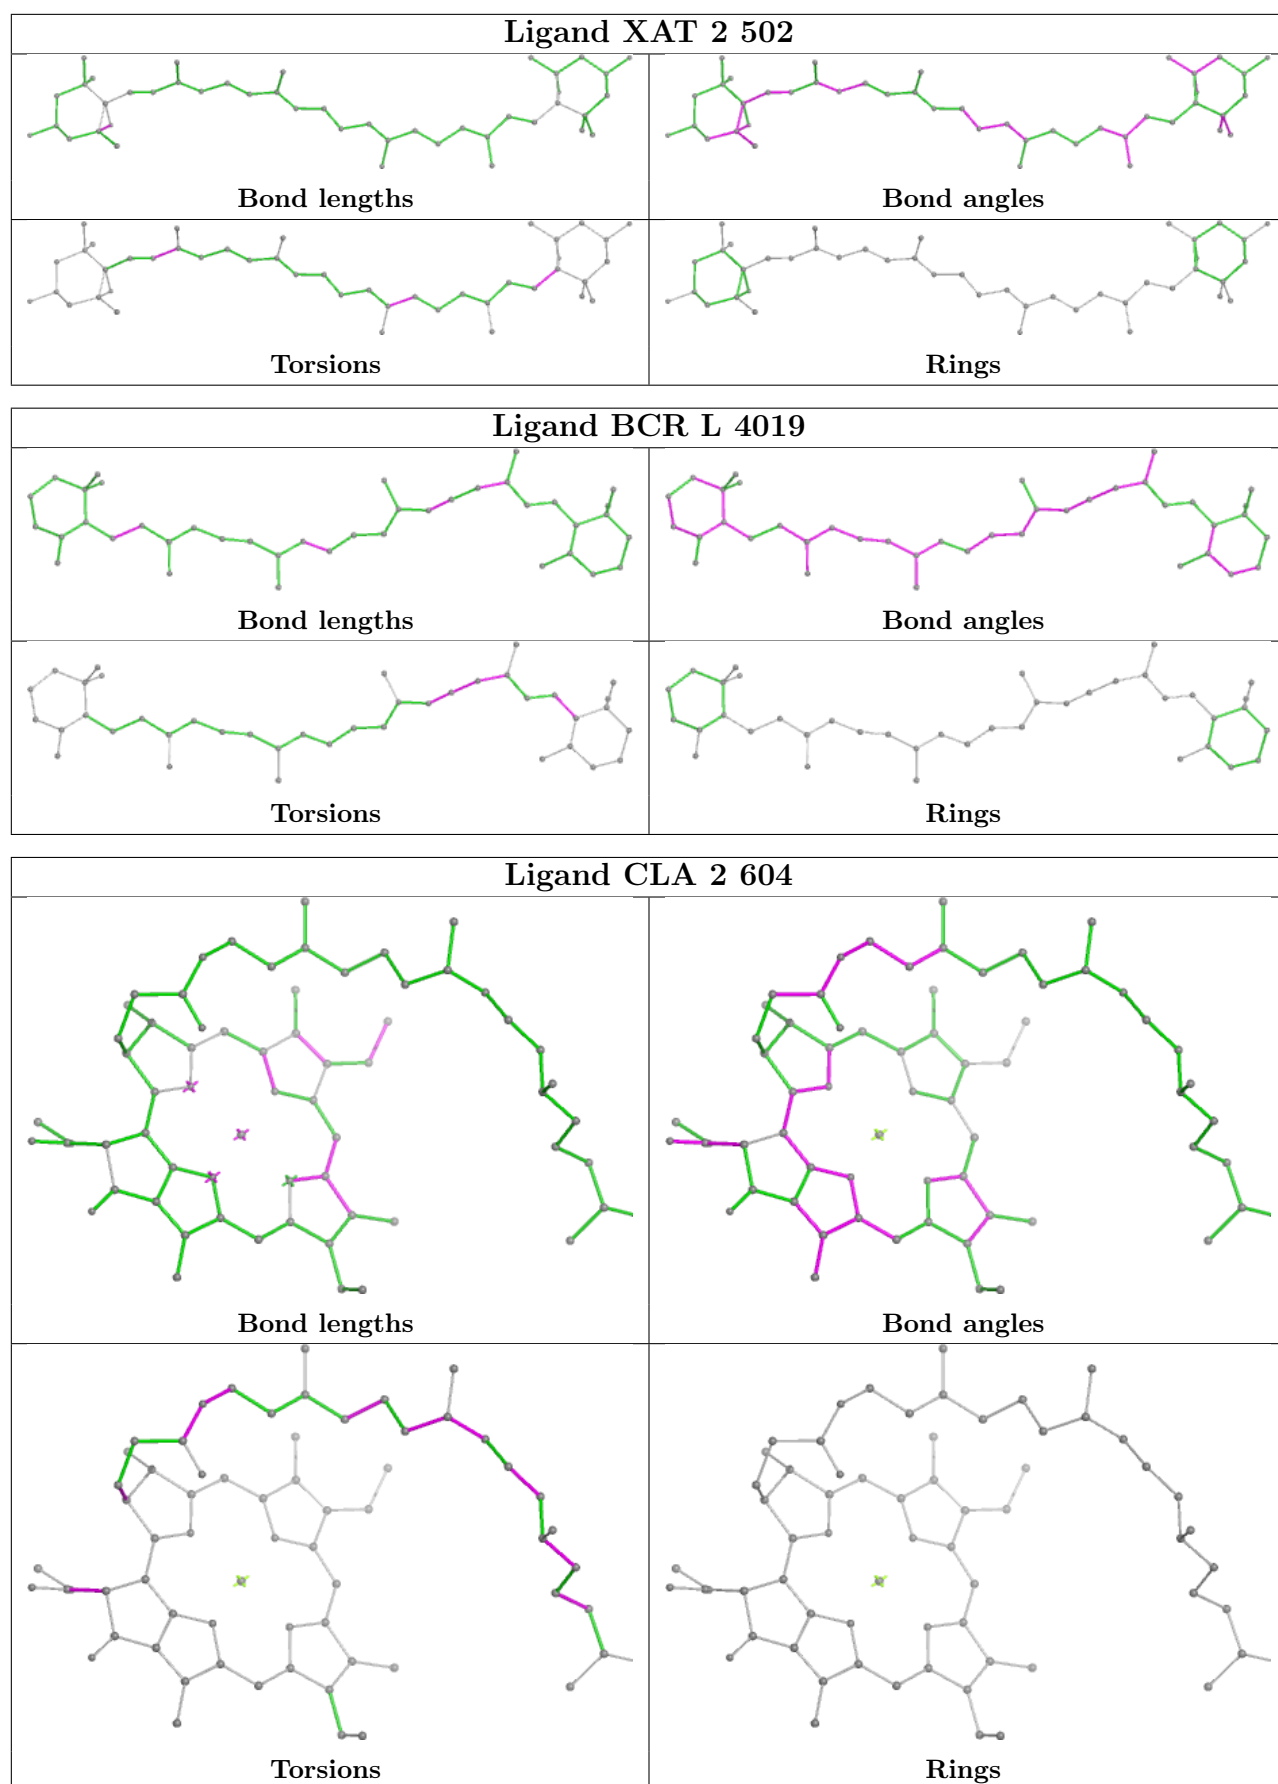 Ligand XAT 2 502
Bond lengths
Bond angles
Torsions
Rings
Ligand BCR L 4019
Bond lengths
Bond angles
Torsions
Rings
Ligand CLA 2 604
Bond lengths
Bond angles
Torsions
Rings